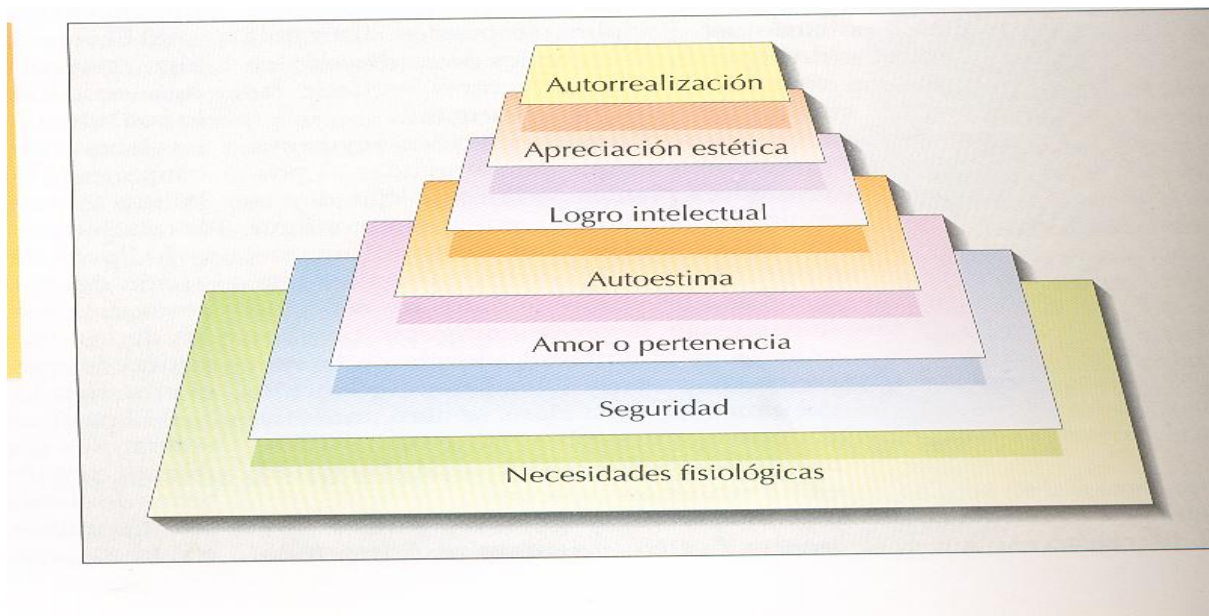 Autorrealización
Apreciación estética
Logro intelectual
Autoestima
Amor o pertenencia
Seguridad
Necesidades fisiológicas